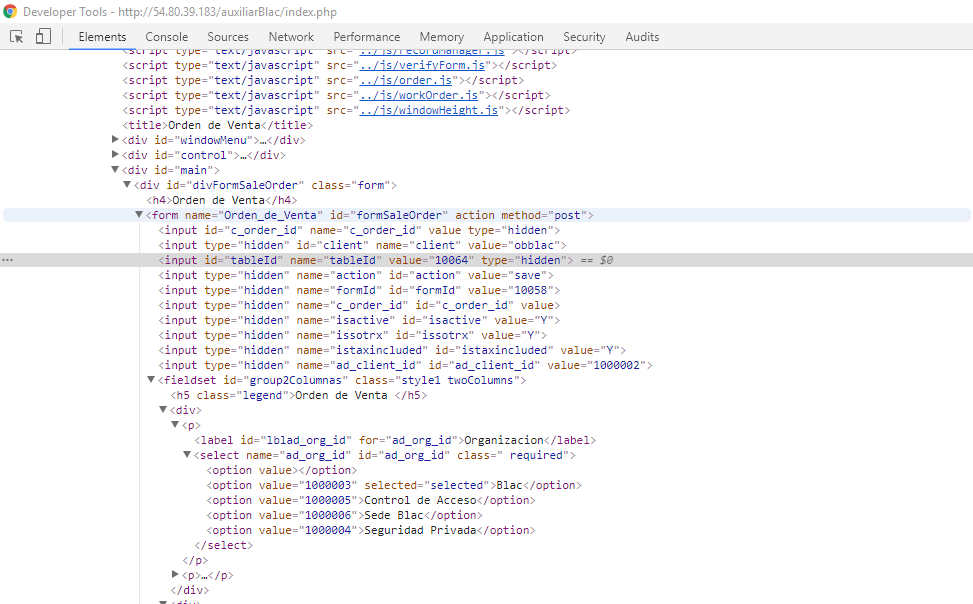 Developer Tools - http://54.80.39.183/auxiliarBlac/index.php
Elements Console Sources Network Performance Memory Application Security Audits
<script type="text/javascript" src="../js/recordManager.js"></script>
<script type="text/javascript" src="../js/verifyForm.js"></script>
<script type="text/javascript" src="../js/order.js"></script>
<script type="text/javascript" src="../js/workOrder.js"></script>
<script type="text/javascript" src="../js/windowHeight.js"></script>
<title>Orden de Venta</title>
<div id="windowMenu">…</div>
<div id="control">…</div>
<div id="main">
<div id="divFormSaleOrder" class="form">
<h4>Orden de Venta</h4>
<form name="Orden_de_Venta" id="formSaleOrder" action method="post">
<input id="c_order_id" name="c_order_id" value type="hidden">
<input type="hidden" id="client" name="client" value="obblac">
... <input id="tableId" name="tableId" value="10064" type="hidden"> == $0
<input type="hidden" name="action" id="action" value="save">
<input type="hidden" name="formId" id="formId" value="10058">
<input type="hidden" name="c_order_id" id="c_order_id" value>
<input type="hidden" name="isactive" id="isactive" value="Y">
<input type="hidden" name="issotrx" id="issotrx" value="Y">
<input type="hidden" name="istaxincluded" id="istaxincluded" value="Y">
<input type="hidden" name="ad_client_id" id="ad_client_id" value="1000002">
<fieldset id="group2Columnas" class="style1 twoColumns">
<h5 class="legend">Orden de Venta </h5>
<div>
<p>
<label id="lblad_org_id" for="ad_org_id">Organizacion</label>
<select name="ad_org_id" id="ad_org_id" class=" required">
<option value></option>
<option value="1000003" selected="selected">Blac</option>
<option value="1000005">Control de Acceso</option>
<option value="1000006">Sede Blac</option>
<option value="1000004">Seguridad Privada</option>
</select>
</p>
<p>…</p>
</div>
<div>